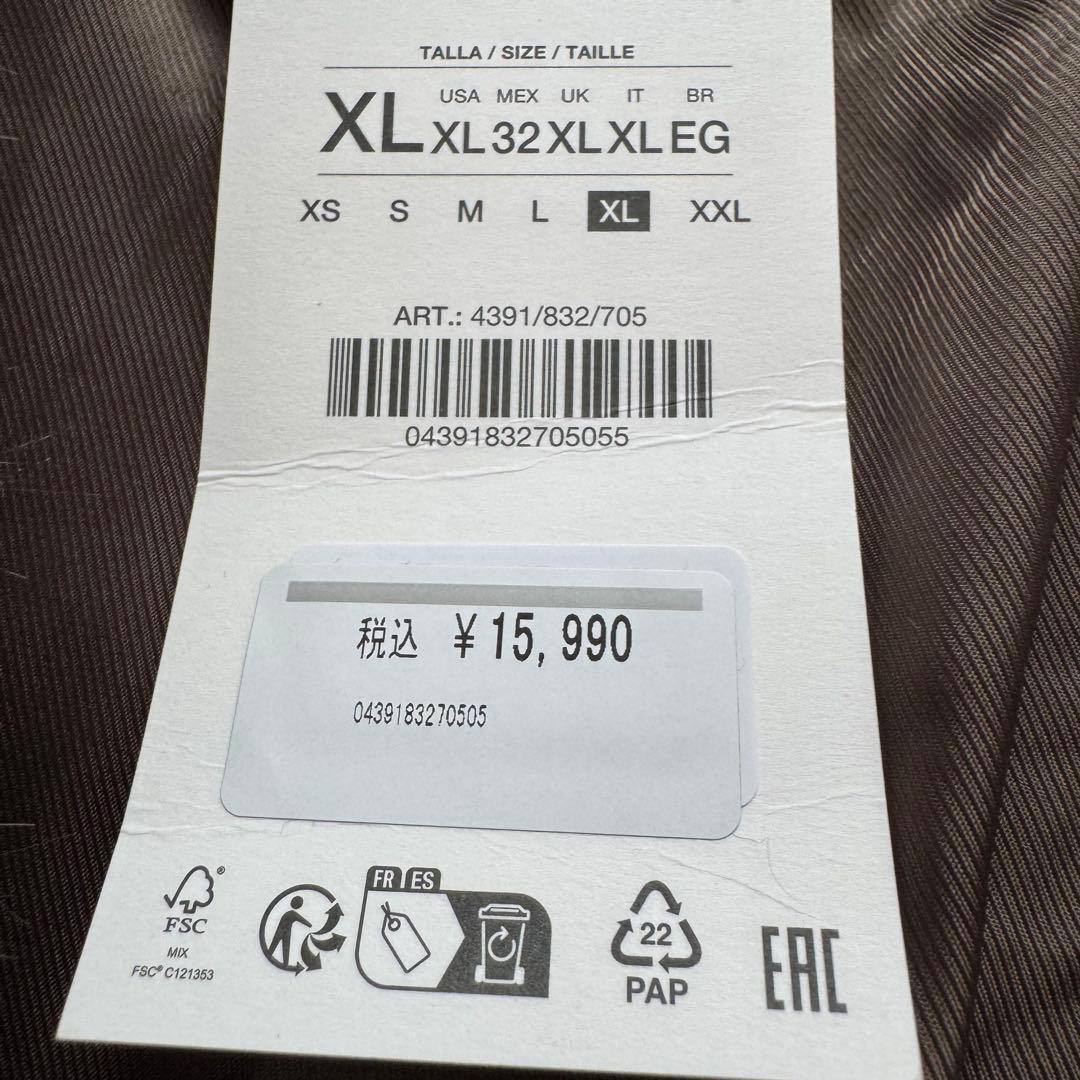 TALLA / SIZE / TAILLE
USA MEX UK IT BR
XL XL 32 XL XL EG
XS S M L XL XXL
ART.: 4391/832/705
04391832705055
税込 ¥15,990
0439183270505
FR ES
FSC®
MIX
FSC® C121353
22
PAP
EAC